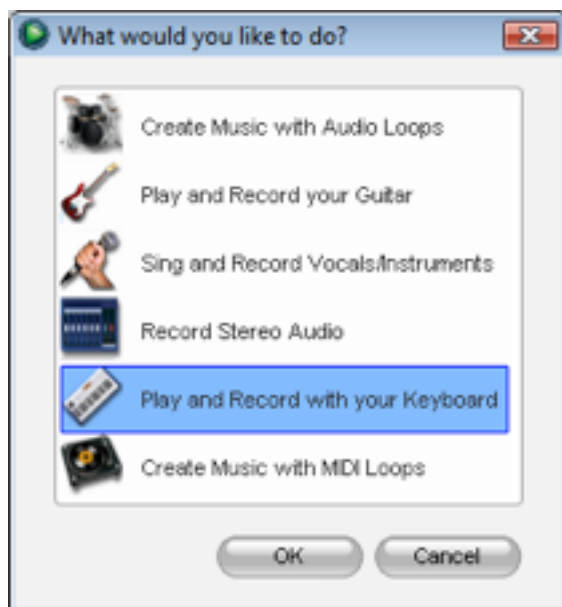 What would you like to do?
Create Music with Audio Loops
Play and Record your Guitar
Sing and Record Vocals/Instruments
Record Stereo Audio
Play and Record with your Keyboard
Create Music with MIDI Loops
OK
Cancel